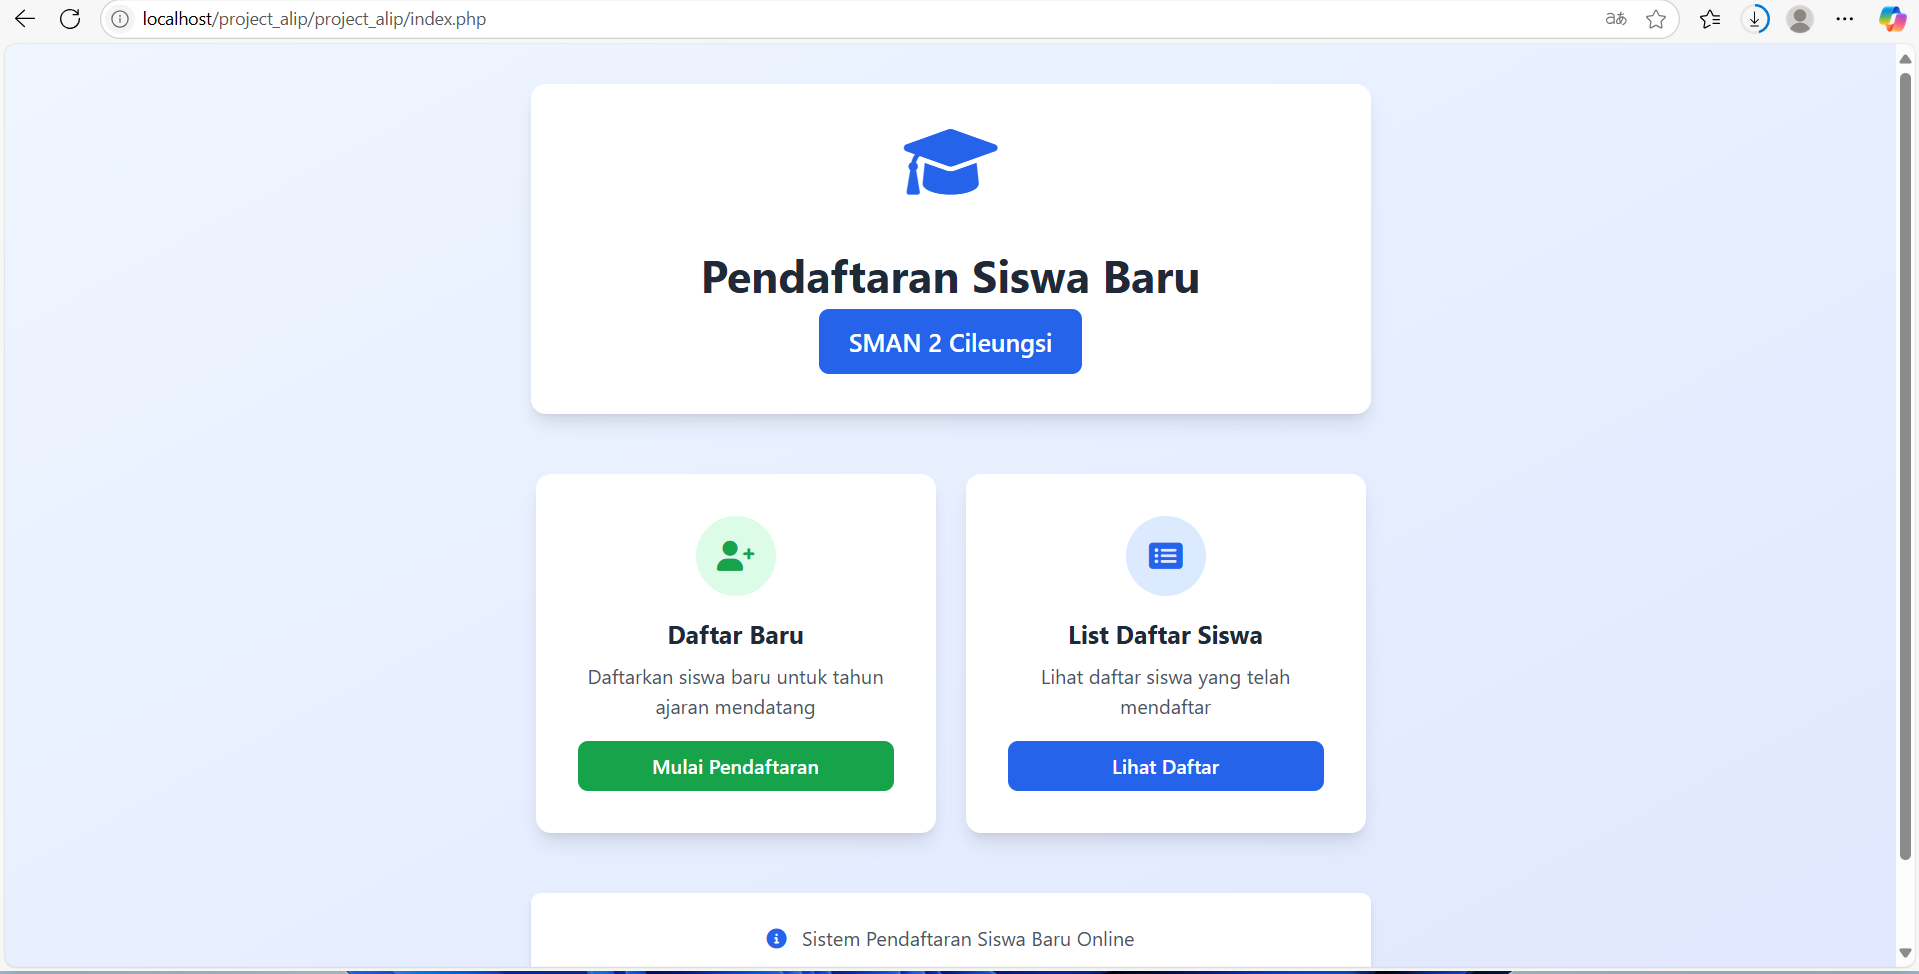 localhost/project_alip/project_alip/index.php
Pendaftaran Siswa Baru
SMAN 2 Cileungsi
Daftar Baru
Daftarkan siswa baru untuk tahun
ajaran mendatang
Mulai Pendaftaran
List Daftar Siswa
Lihat daftar siswa yang telah
mendaftar
Lihat Daftar
Sistem Pendaftaran Siswa Baru Online